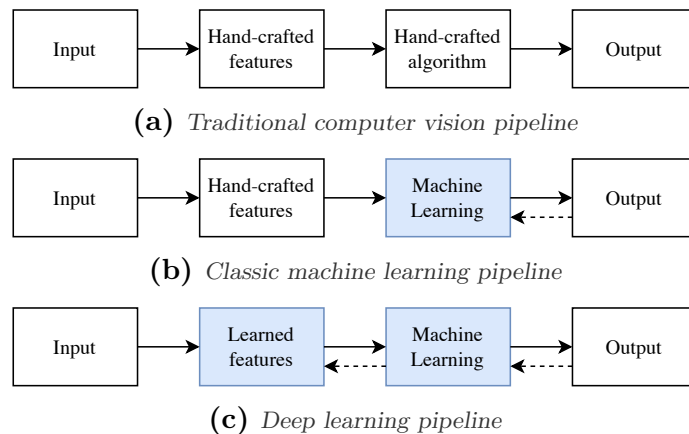 Input
Hand-crafted
features
Hand-crafted
algorithm
Output
(a) Traditional computer vision pipeline
Input
Hand-crafted
features
Machine
Learning
Output
(b) Classic machine learning pipeline
Input
Learned
features
Machine
Learning
Output
(c) Deep learning pipeline